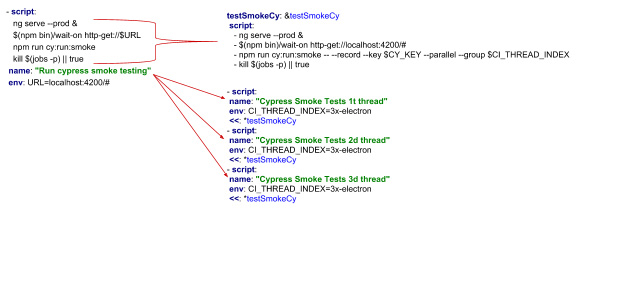 - script:
ng serve --prod &
$(npm bin)/wait-on http-get://$URL
npm run cy:run:smoke
kill $(jobs -p) || true
name: "Run cypress smoke testing"
env: URL=localhost:4200/#
testSmokeCy: &testSmokeCy
script:
- ng serve --prod &
- $(npm bin)/wait-on http-get://localhost:4200/#
- npm run cy:run:smoke -- --record --key $CY_KEY --parallel --group $CI_THREAD_INDEX
- kill $(jobs -p) || true
- script:
name: "Cypress Smoke Tests 1t thread"
env: CI_THREAD_INDEX=3x-electron
<<: *testSmokeCy
- script:
name: "Cypress Smoke Tests 2d thread"
env: CI_THREAD_INDEX=3x-electron
<<: *testSmokeCy
- script:
name: "Cypress Smoke Tests 3d thread"
env: CI_THREAD_INDEX=3x-electron
<<: *testSmokeCy